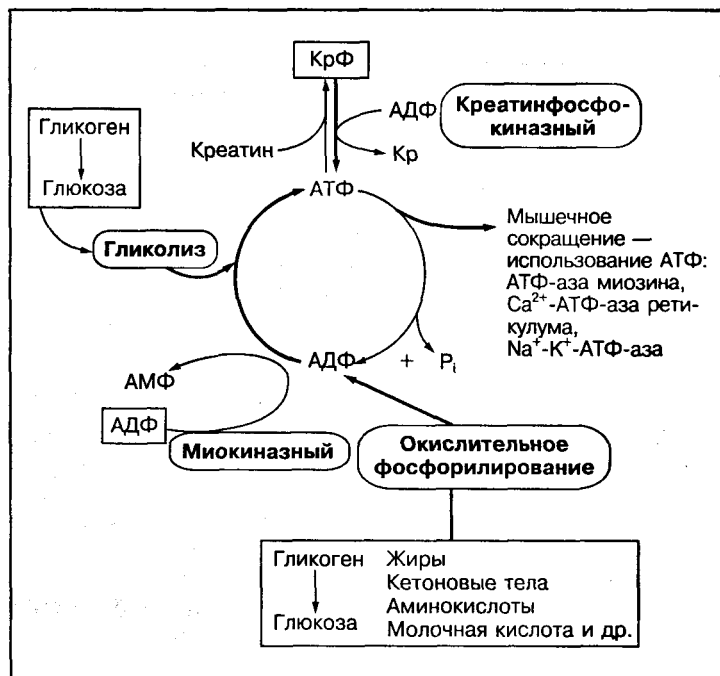 КрФ
АДФ
Креатинфосфо-
киназный
Гликоген
Глюкоза
Креатин
Кр
АТФ
Гликолиз
Мышечное
сокращение —
использование АТФ:
АТФ-аза миозина,
Ca²⁺-АТФ-аза рети-
кулума,
Na⁺-K⁺-АТФ-аза
АДФ + Pᵢ
АМФ
АДФ
Миокиназный
Окислительное
фосфорилирование
Гликоген Жиры
Кетоновые тела
Аминокислоты
Глюкоза Молочная кислота и др.